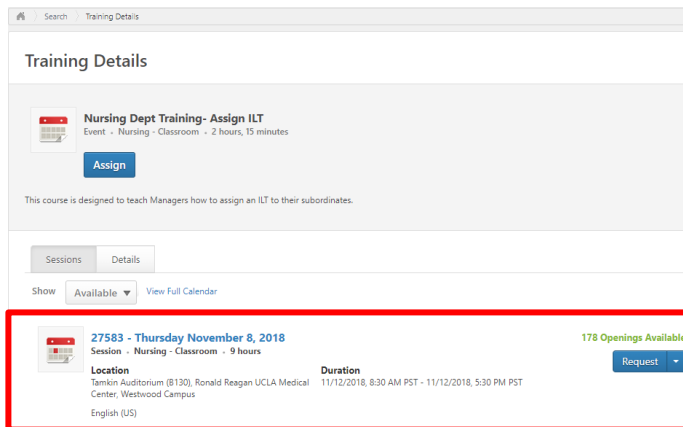 Search Training Details
Training Details
Nursing Dept Training- Assign ILT
Event - Nursing - Classroom - 2 hours, 15 minutes
Assign
This course is designed to teach Managers how to assign an ILT to their subordinates.
Sessions Details
Show Available View Full Calendar
27583 - Thursday November 8, 2018
178 Openings Available
Session - Nursing - Classroom - 9 hours
Request
Location
Tamkin Auditorium (B130), Ronald Reagan UCLA Medical
Center, Westwood Campus
Duration
11/12/2018, 8:30 AM PST - 11/12/2018, 5:30 PM PST
English (US)